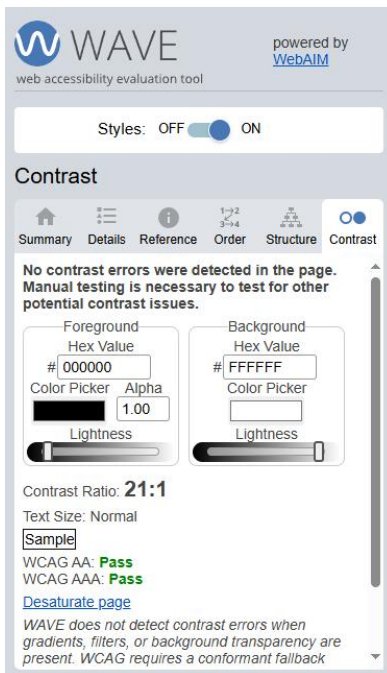 WAVE
web accessibility evaluation tool
powered by
WebAIM
Styles: OFF ON
Contrast
Summary Details Reference Order Structure Contrast
No contrast errors were detected in the page.
Manual testing is necessary to test for other
potential contrast issues.
Foreground
Hex Value
# 000000
Color Picker Alpha
1.00
Lightness
Background
Hex Value
# FFFFFF
Color Picker
Lightness
Contrast Ratio: 21:1
Text Size: Normal
Sample
WCAG AA: Pass
WCAG AAA: Pass
Desaturate page
WAVE does not detect contrast errors when
gradients, filters, or background transparency are
present. WCAG requires a conformant fallback